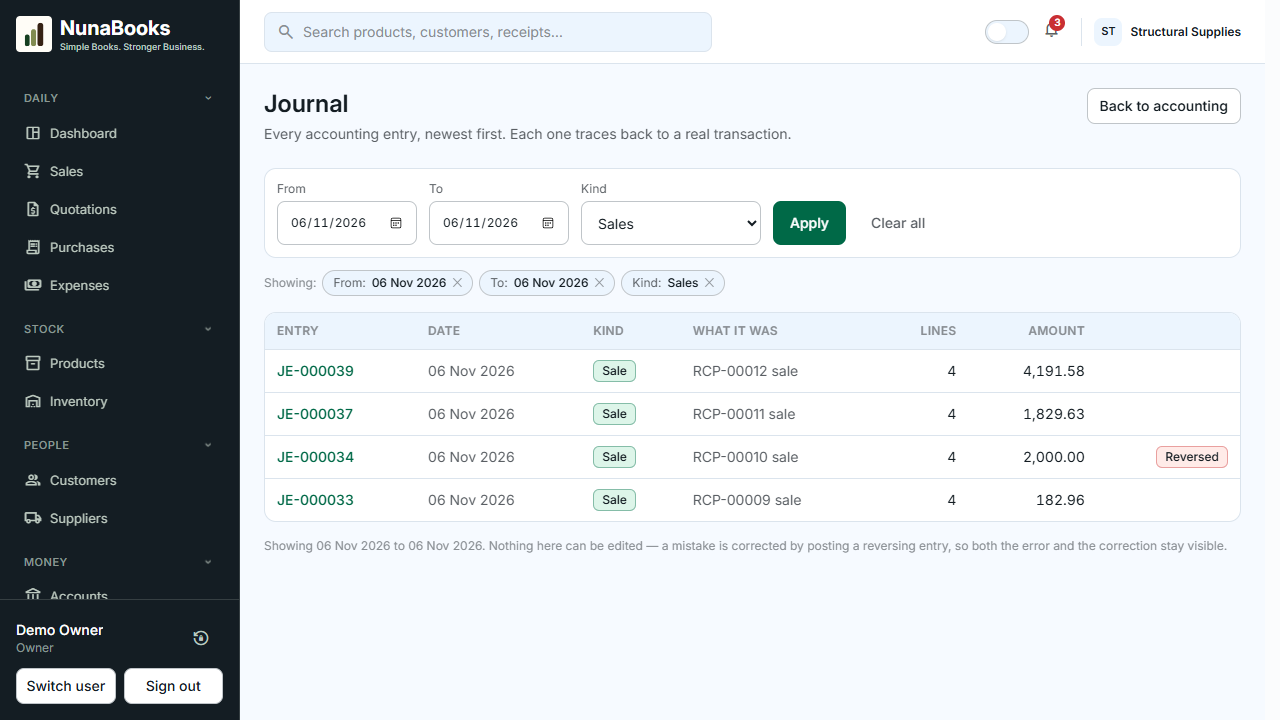 NunaBooks
Simple Books. Stronger Business.
DAILY
Dashboard
Sales
Quotations
Purchases
Expenses
STOCK
Products
Inventory
PEOPLE
Customers
Suppliers
MONEY
Accounts
Demo Owner
Owner
Switch user
Sign out
Search products, customers, receipts...
3
ST
Structural Supplies
Journal
Every accounting entry, newest first. Each one traces back to a real transaction.
Back to accounting
From To Kind
06/11/2026 06/11/2026 Sales Apply Clear all
Showing: From: 06 Nov 2026 To: 06 Nov 2026 Kind: Sales
ENTRY DATE KIND WHAT IT WAS LINES AMOUNT
JE-000039 06 Nov 2026 Sale RCP-00012 sale 4 4,191.58
JE-000037 06 Nov 2026 Sale RCP-00011 sale 4 1,829.63
JE-000034 06 Nov 2026 Sale RCP-00010 sale 4 2,000.00 Reversed
JE-000033 06 Nov 2026 Sale RCP-00009 sale 4 182.96
Showing 06 Nov 2026 to 06 Nov 2026. Nothing here can be edited — a mistake is corrected by posting a reversing entry, so both the error and the correction stay visible.